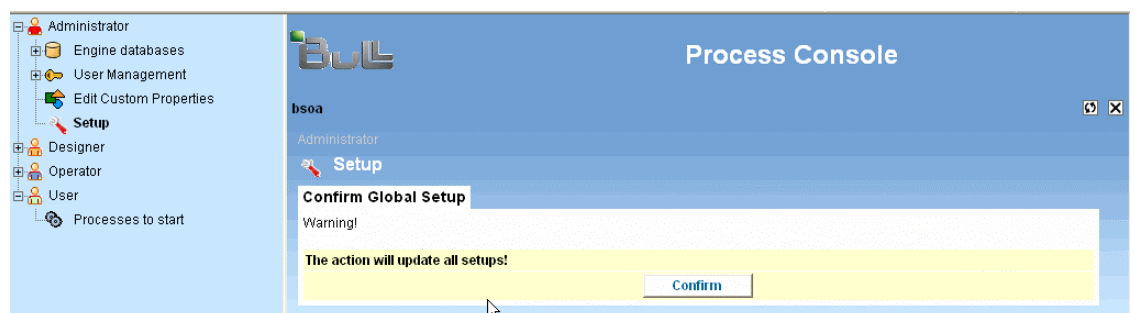 Administrator
Engine databases
User Management
Edit Custom Properties
Setup
Designer
Operator
User
Processes to start
Bull
Process Console
bsoa
Administrator
Setup
Confirm Global Setup
Warning!
The action will update all setups!
Confirm